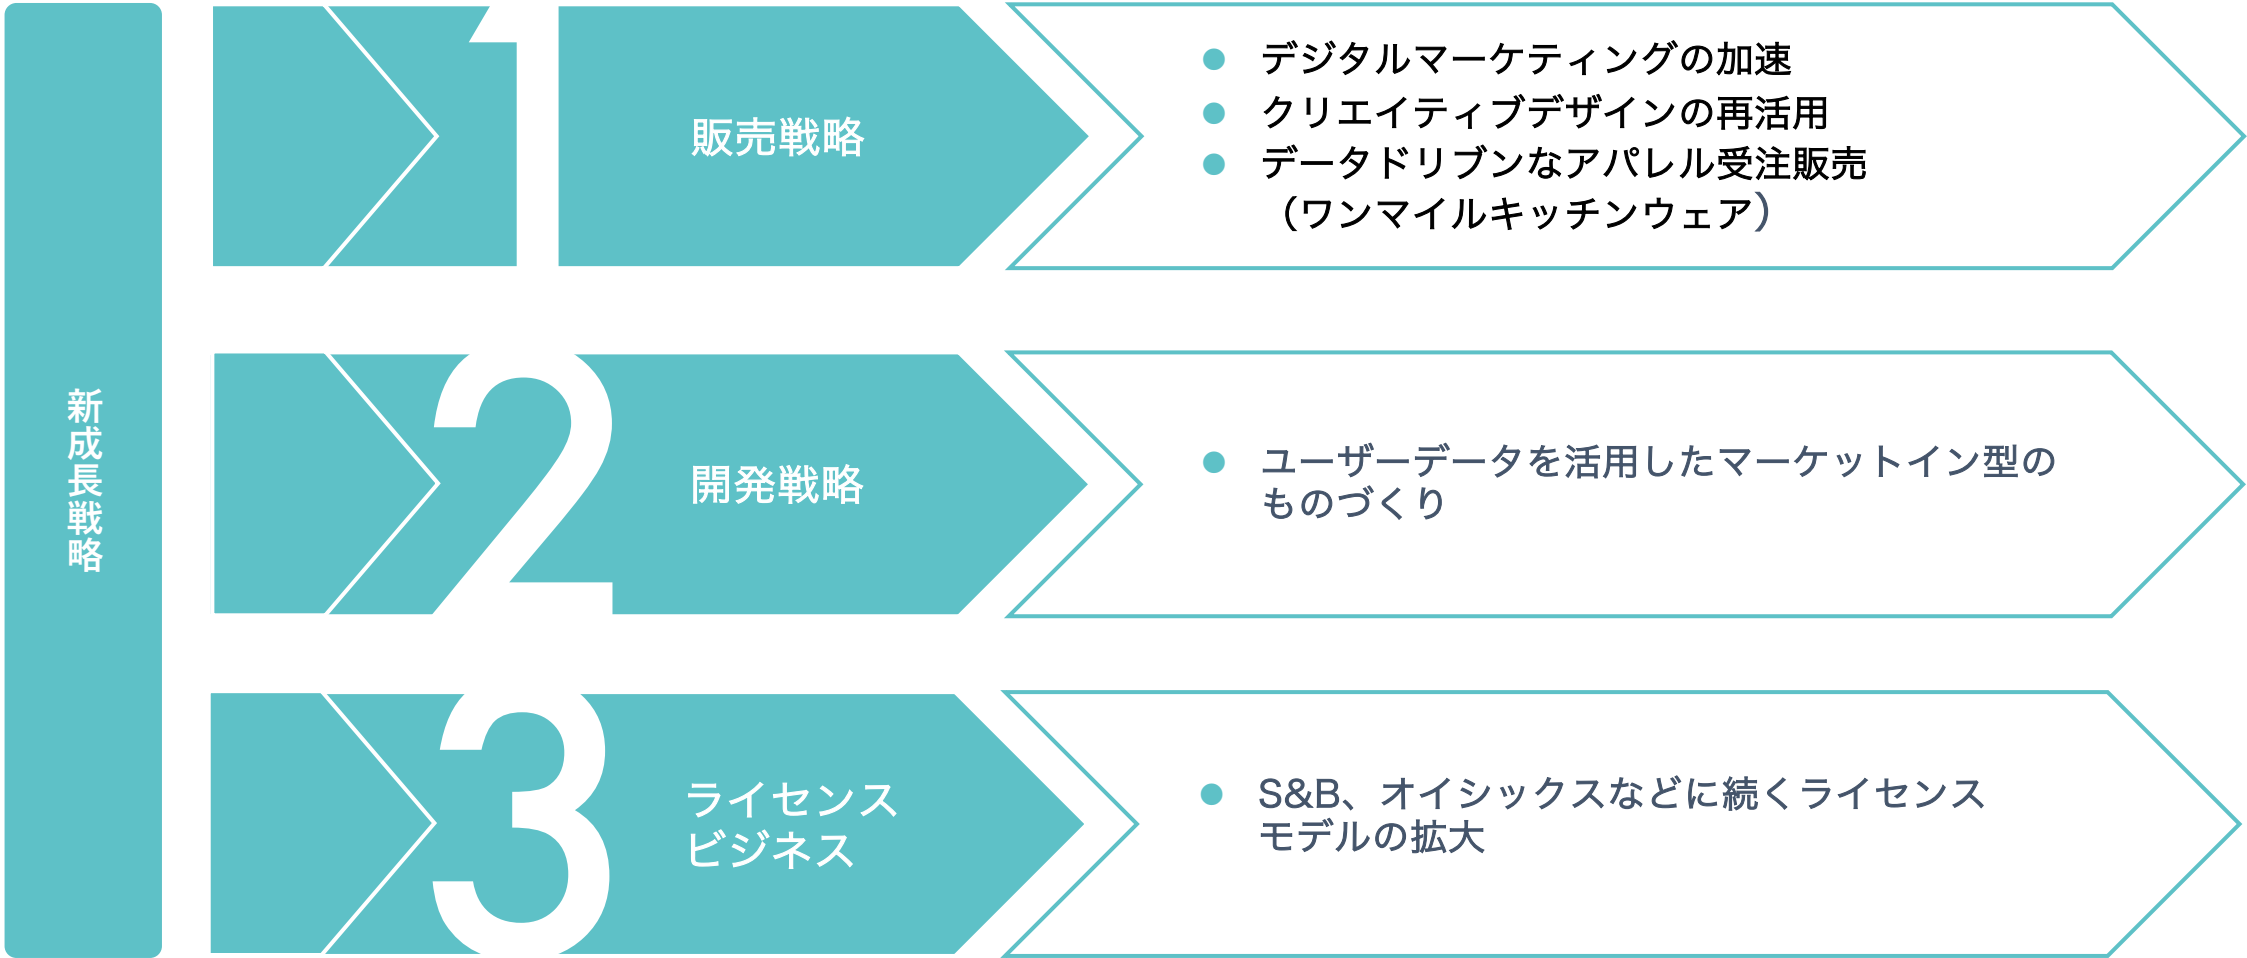 新成長戦略
1
販売戦略
デジタルマーケティングの加速
クリエイティブデザインの再活用
データドリブンなアパレル受注販売
（ワンマイルキッチンウェア）
2
開発戦略
ユーザーデータを活用したマーケットイン型の
ものづくり
3
ライセンス
ビジネス
S&B、オイシックスなどに続くライセンス
モデルの拡大